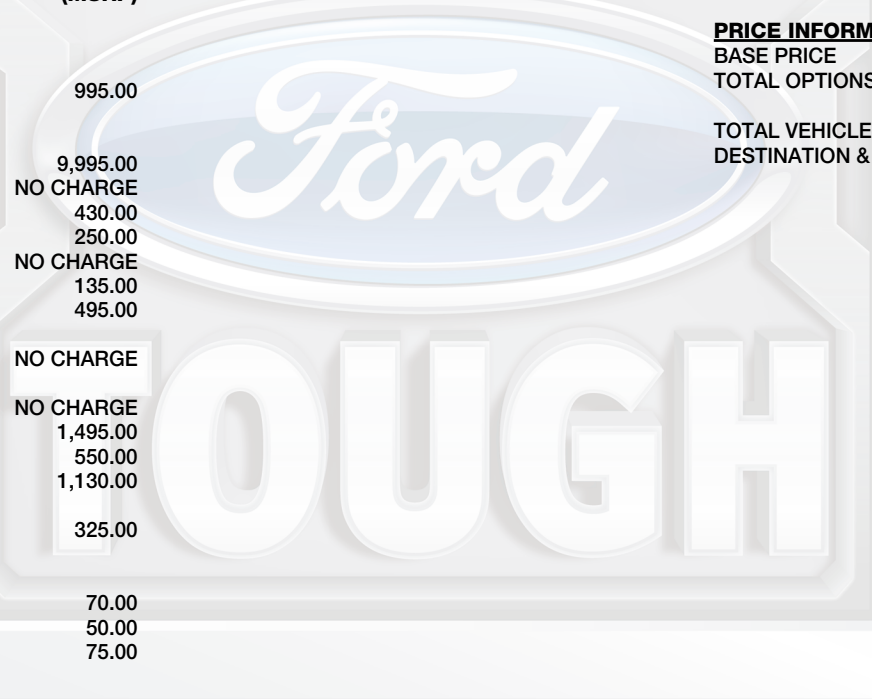 (MSRP)
995.00
9,995.00
NO CHARGE
430.00
250.00
NO CHARGE
135.00
495.00
NO CHARGE
NO CHARGE
1,495.00
550.00
1,130.00
325.00
70.00
50.00
75.00
PRICE INFORM
BASE PRICE
TOTAL OPTIONS
TOTAL VEHICLE
DESTINATION &
Ford
TOUGH